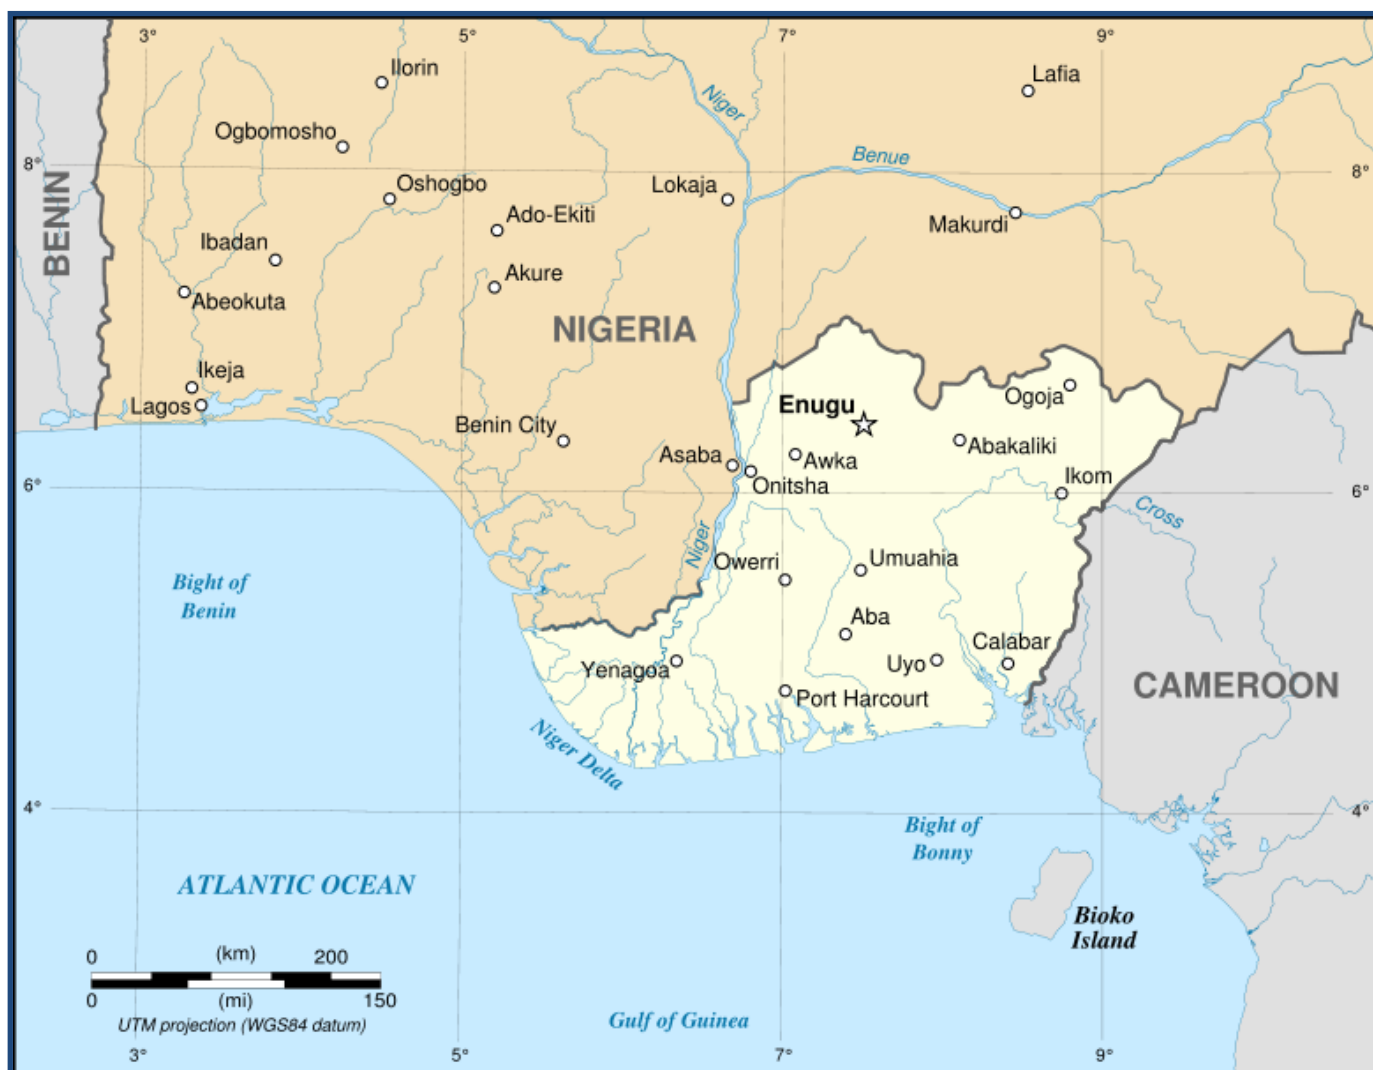 3°
5°
7°
9°
Ilorin
Lafia
Niger
Ogbomosho
8°
Benue
8°
BENIN
Oshogbo
Lokaja
Ado-Ekiti
Makurdi
Ibadan
Akure
Abeokuta
NIGERIA
Ikeja
Lagos
Ogoja
Enugu
Benin City
Abakaliki
Asaba
Awka
Ikom
Onitsha
6°
6°
Cross
Niger
Owerri
Umuahia
Bight of
Benin
Aba
Calabar
Uyo
Yenagoa
CAMEROON
Port Harcourt
Niger Delta
4°
4°
Bight of
Bonny
ATLANTIC OCEAN
Bioko
Island
0 (km) 200
0 (mi) 150
UTM projection (WGS84 datum)
Gulf of Guinea
3°
5°
7°
9°